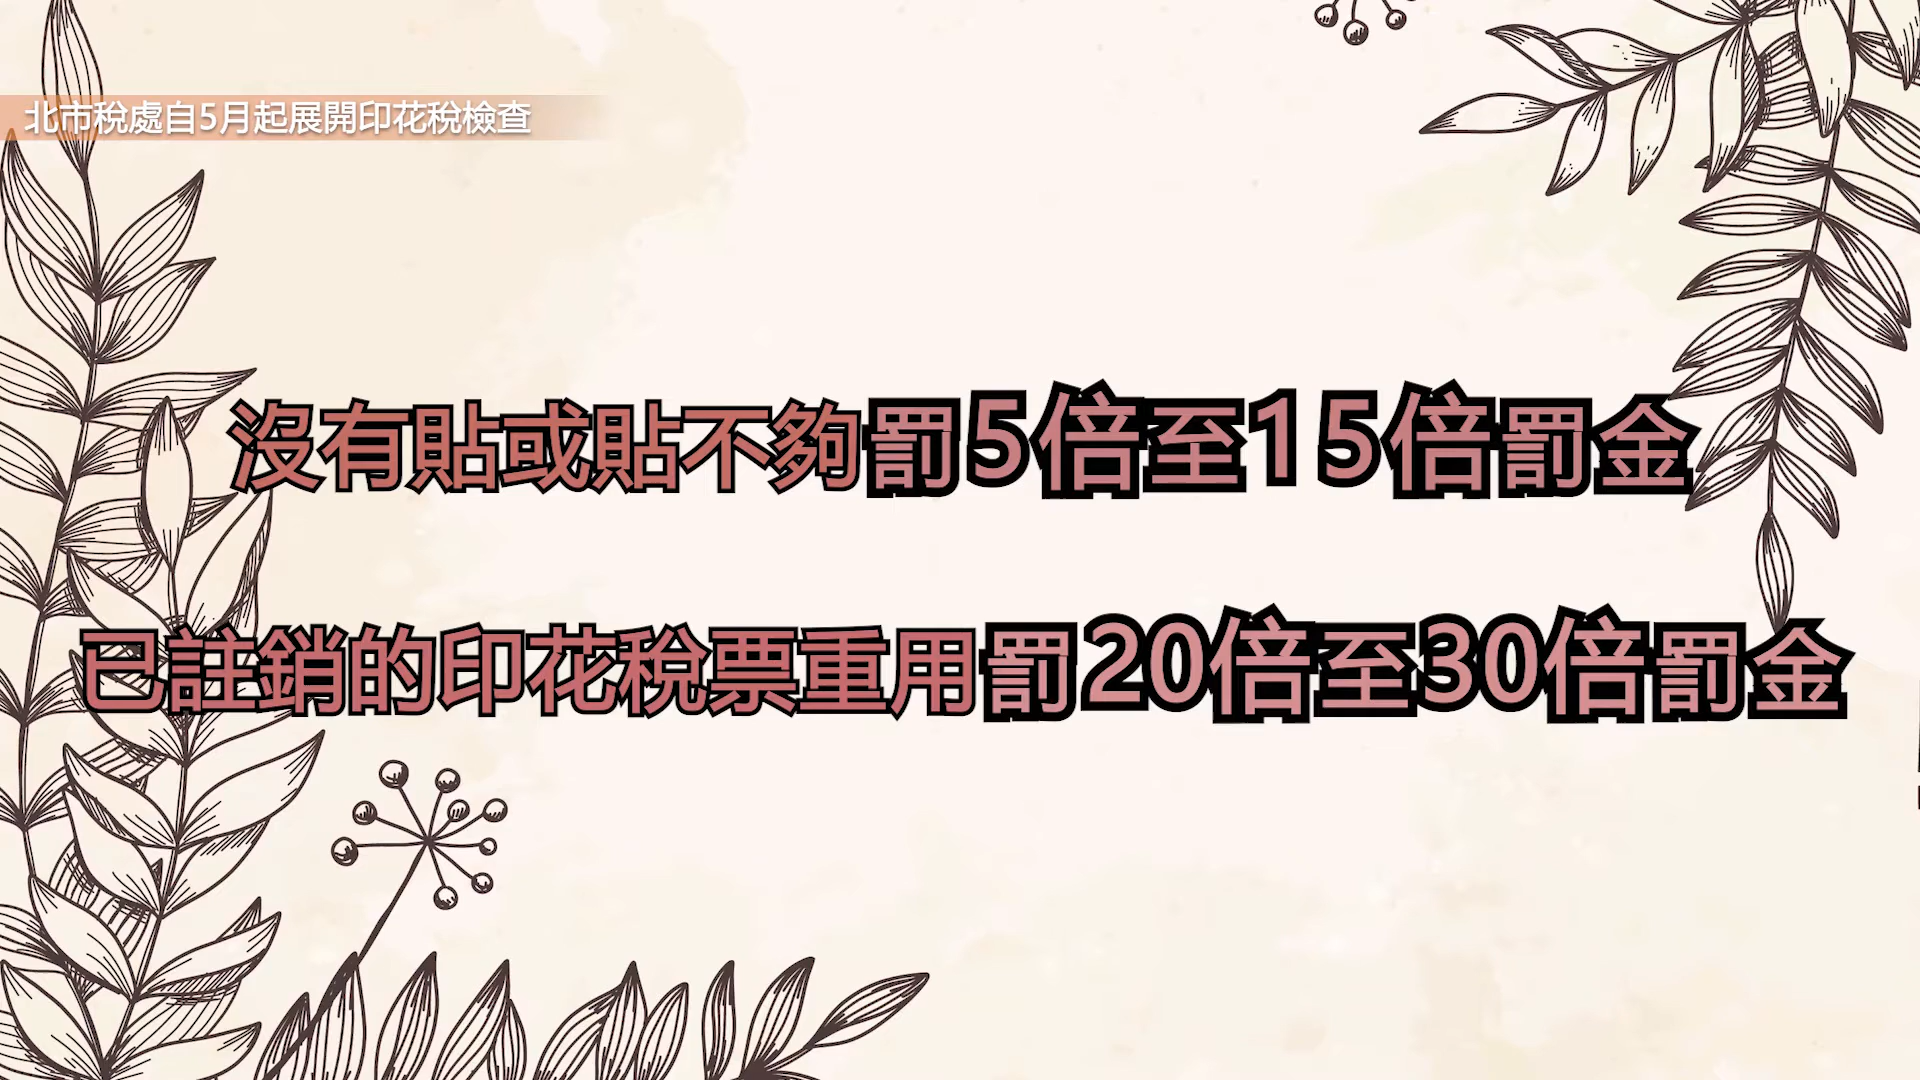 北市稅處自5月起展開印花稅檢查
沒有貼或貼不夠罰5倍至15倍罰金
已註銷的印花稅票重用罰20倍至30倍罰金